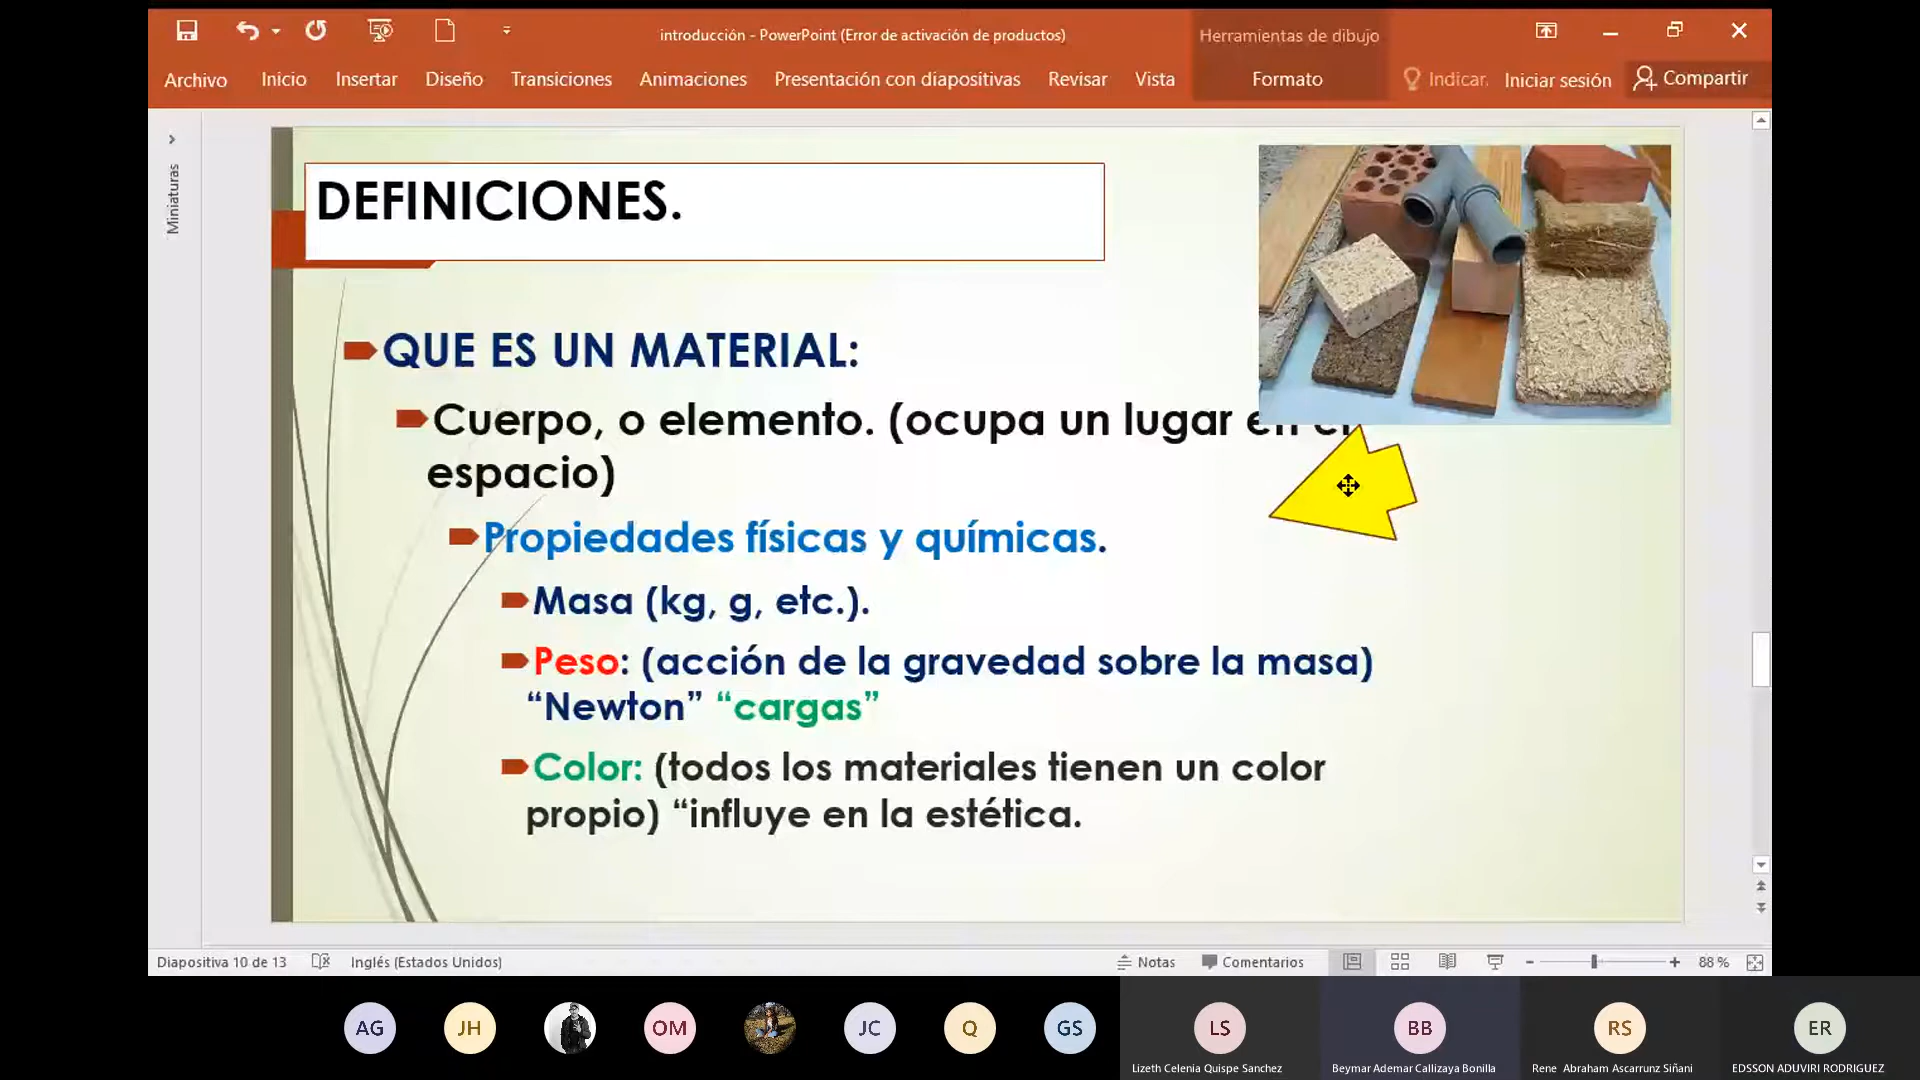 introducción - PowerPoint (Error de activación de productos)
Herramientas de dibujo
Archivo Inicio Insertar Diseño Transiciones Animaciones Presentación con diapositivas Revisar Vista Formato Indicar. Iniciar sesión Compartir
Miniaturas
DEFINICIONES.
QUE ES UN MATERIAL:
Cuerpo, o elemento. (ocupa un lugar en el
espacio)
Propiedades físicas y químicas.
Masa (kg, g, etc.).
Peso: (acción de la gravedad sobre la masa)
“Newton” “cargas”
Color: (todos los materiales tienen un color
propio) “influye en la estética.
Diapositiva 10 de 13 Inglés (Estados Unidos) Notas Comentarios 88 %
AG JH OM JC Q GS LS BB RS ER
Lizeth Celenia Quispe Sanchez Beymar Ademar Callizaya Bonilla Rene Abraham Ascarrunz Siñani EDSSON ADUVIRI RODRIGUEZ